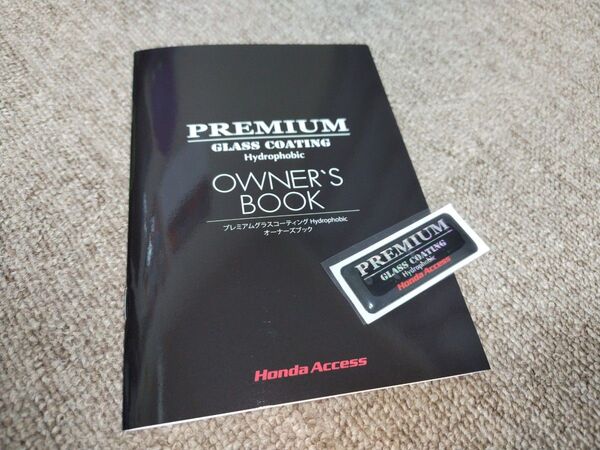 PREMIUM
GLASS COATING
Hydrophobic
OWNER`S
BOOK
プレミアムグラスコーティング Hydrophobic
オーナーズブック
Honda Access
PREMIUM
GLASS COATING
Hydrophobic
Honda Access